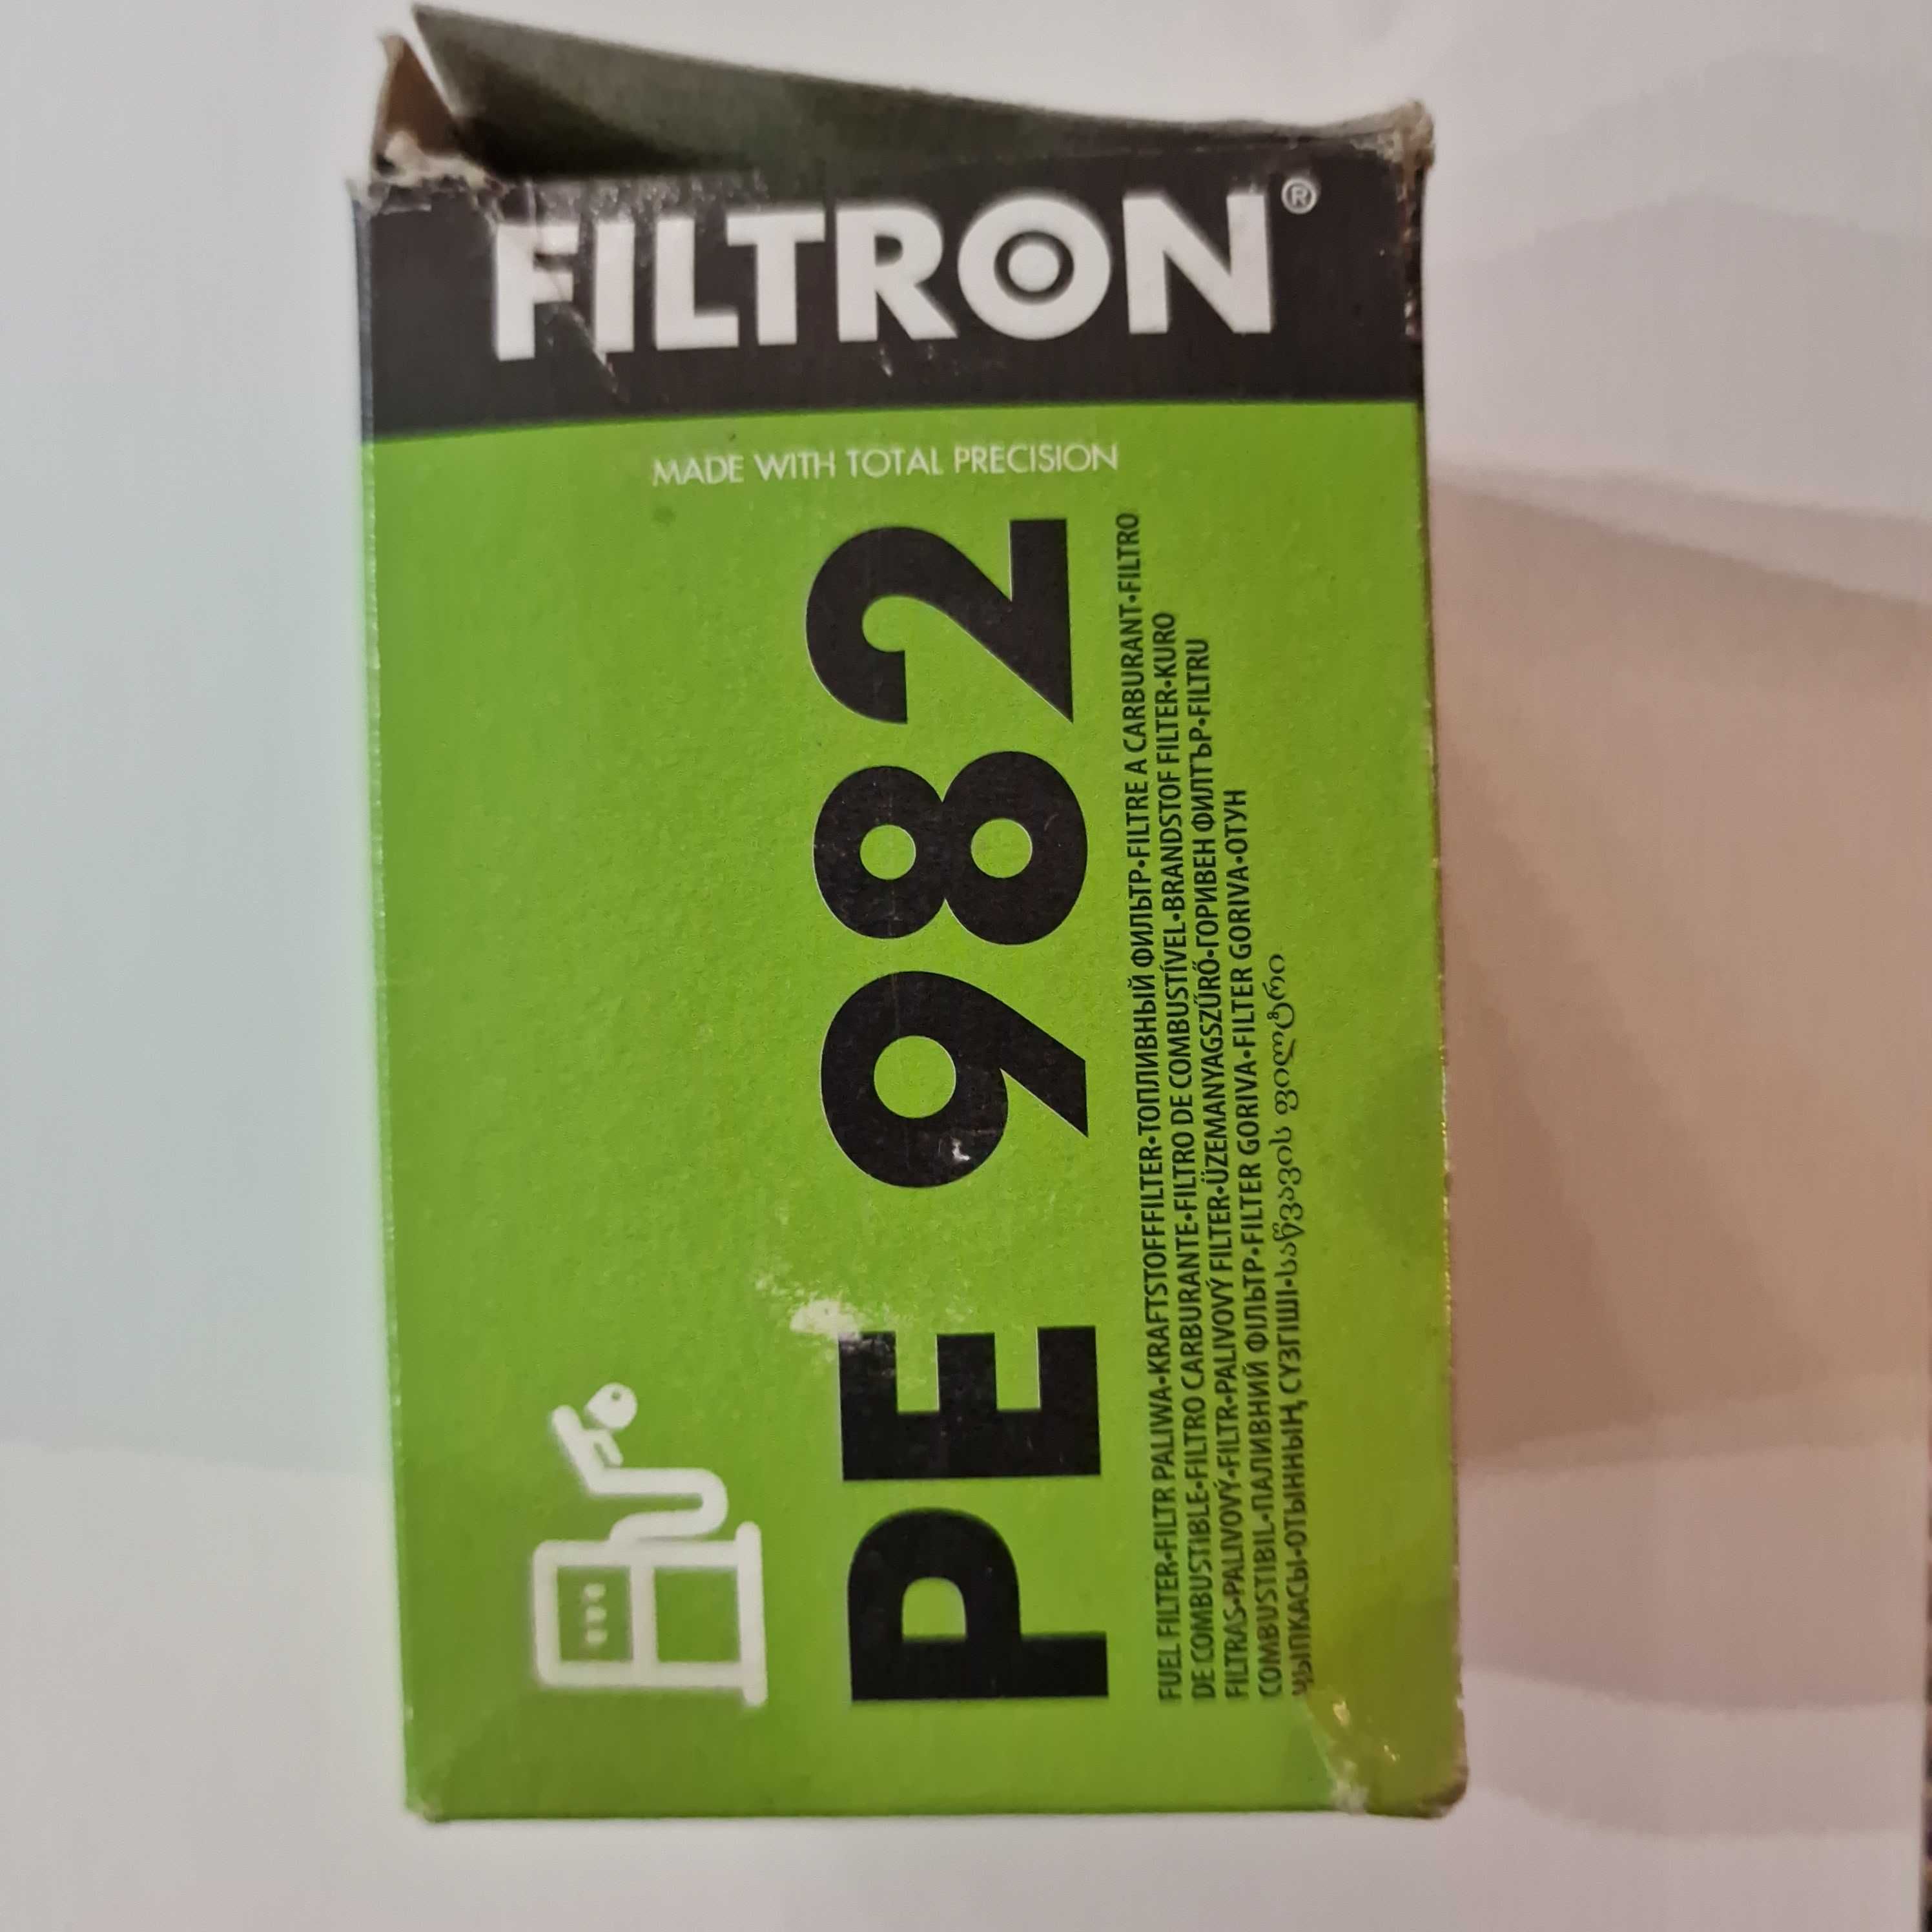 FILTRON®
MADE WITH TOTAL PRECISION
PE 982
FUEL FILTER•FILTR PALIWA•KRAFTSTOFFFILTER•ТОПЛИВНЫЙ ФИЛЬТР•FILTRE A CARBURANT•FILTRO
DE COMBUSTIBLE•FILTRO CARBURANTE•FILTRO DE COMBUSTÍVEL•BRANDSTOF FILTER•KURO
FILTRAS•PALIVOVÝ•FILTR•PALIVOVÝ FILTER•ÜZEMANYAGSZŰRŐ•ГОРИВЕН ФИЛТЪР•FILTRU
COMBUSTIBIL•ПАЛИВНИЙ ФІЛЬТР•FILTER GORIVA•FILTER GORIVA•ОТУН
ЧЫПКАСЫ•ОТЫННЫҢ СҮЗГІШІ•საწვავის ფილტრი